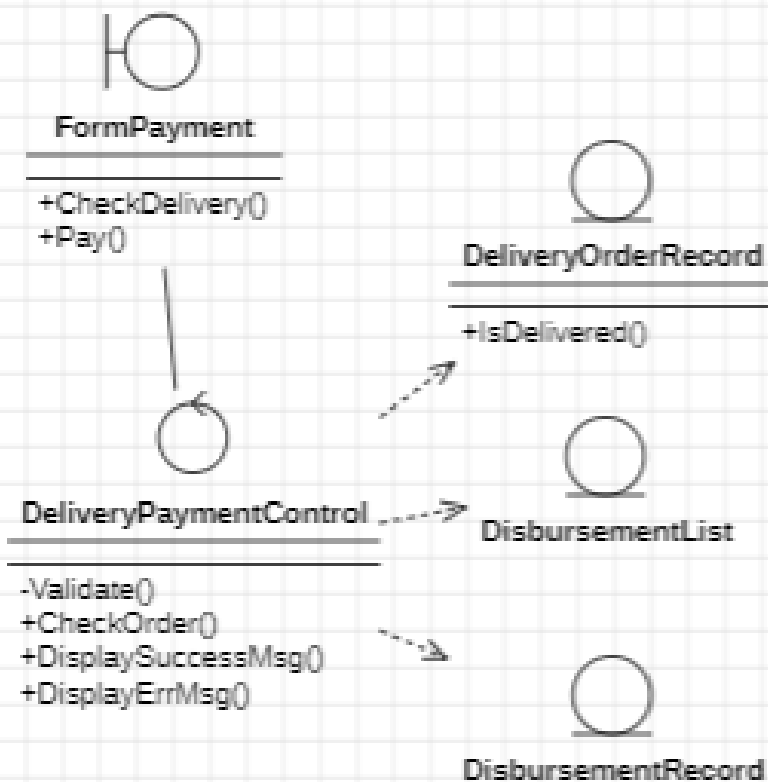 FormPayment
+CheckDelivery()
+Pay()
DeliveryOrderRecord
+IsDelivered()
DeliveryPaymentControl
-Validate()
+CheckOrder()
+DisplaySuccessMsg()
+DisplayErrMsg()
DisbursementList
DisbursementRecord